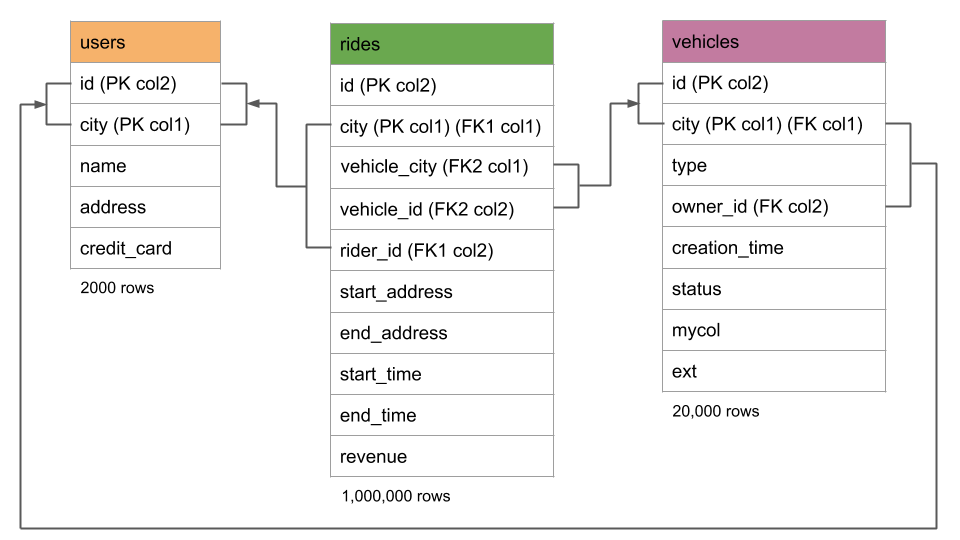 users
id (PK col2)
city (PK col1)
name
address
credit_card
2000 rows
rides
id (PK col2)
city (PK col1) (FK1 col1)
vehicle_city (FK2 col1)
vehicle_id (FK2 col2)
rider_id (FK1 col2)
start_address
end_address
start_time
end_time
revenue
1,000,000 rows
vehicles
id (PK col2)
city (PK col1) (FK col1)
type
owner_id (FK col2)
creation_time
status
mycol
ext
20,000 rows